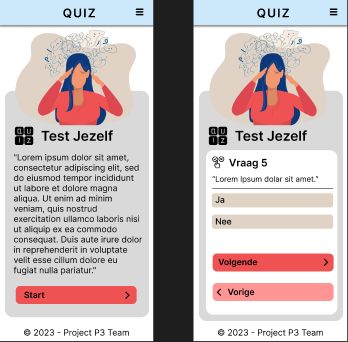 QUIZ
QU
IZ
Test Jezelf
"Lorem ipsum dolor sit amet,
consectetur adipiscing elit, sed
do eiusmod tempor incididunt
ut labore et dolore magna
aliqua. Ut enim ad minim
veniam, quis nostrud
exercitation ullamco laboris nisi
ut aliquip ex ea commodo
consequat. Duis aute irure dolor
in reprehenderit in voluptate
velit esse cillum dolore eu
fugiat nulla pariatur."
Start
© 2023 - Project P3 Team
QUIZ
QU
IZ
Test Jezelf
Vraag 5
"Lorem ipsum dolar sit amet."
Ja
Nee
Volgende
Vorige
© 2023 - Project P3 Team